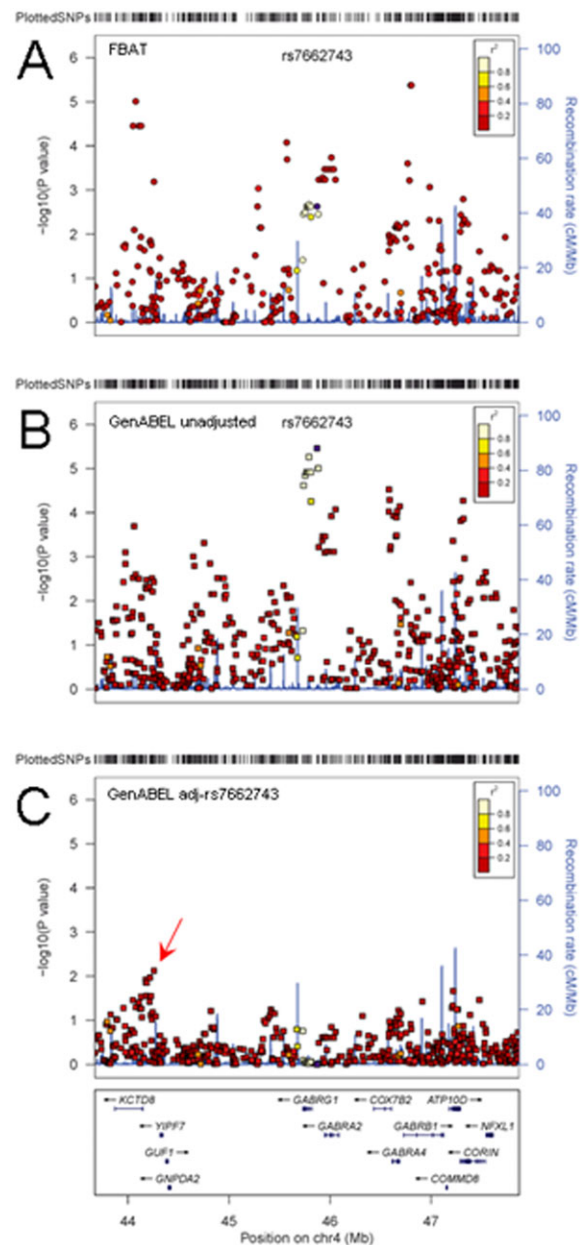 PlottedSNPs
A
FBAT
rs7662743
r²
0.8
0.6
0.4
0.2
6
5
4
3
2
1
0
−log10(P value)
100
80
60
40
20
0
Recombination rate (cM/Mb)
PlottedSNPs
B
GenABEL unadjusted
rs7662743
r²
0.8
0.6
0.4
0.2
6
5
4
3
2
1
0
−log10(P value)
100
80
60
40
20
0
Recombination rate (cM/Mb)
PlottedSNPs
C
GenABEL adj-rs7662743
r²
0.8
0.6
0.4
0.2
6
5
4
3
2
1
0
−log10(P value)
100
80
60
40
20
0
Recombination rate (cM/Mb)
KCTD8 GABRG1 COX7B2 ATP10D
YIPF7 GABRA2 GABRB1 NFXL1
GUF1 GABRA4 CORIN
GNPDA2 COMMD8
44 45 46 47
Position on chr4 (Mb)